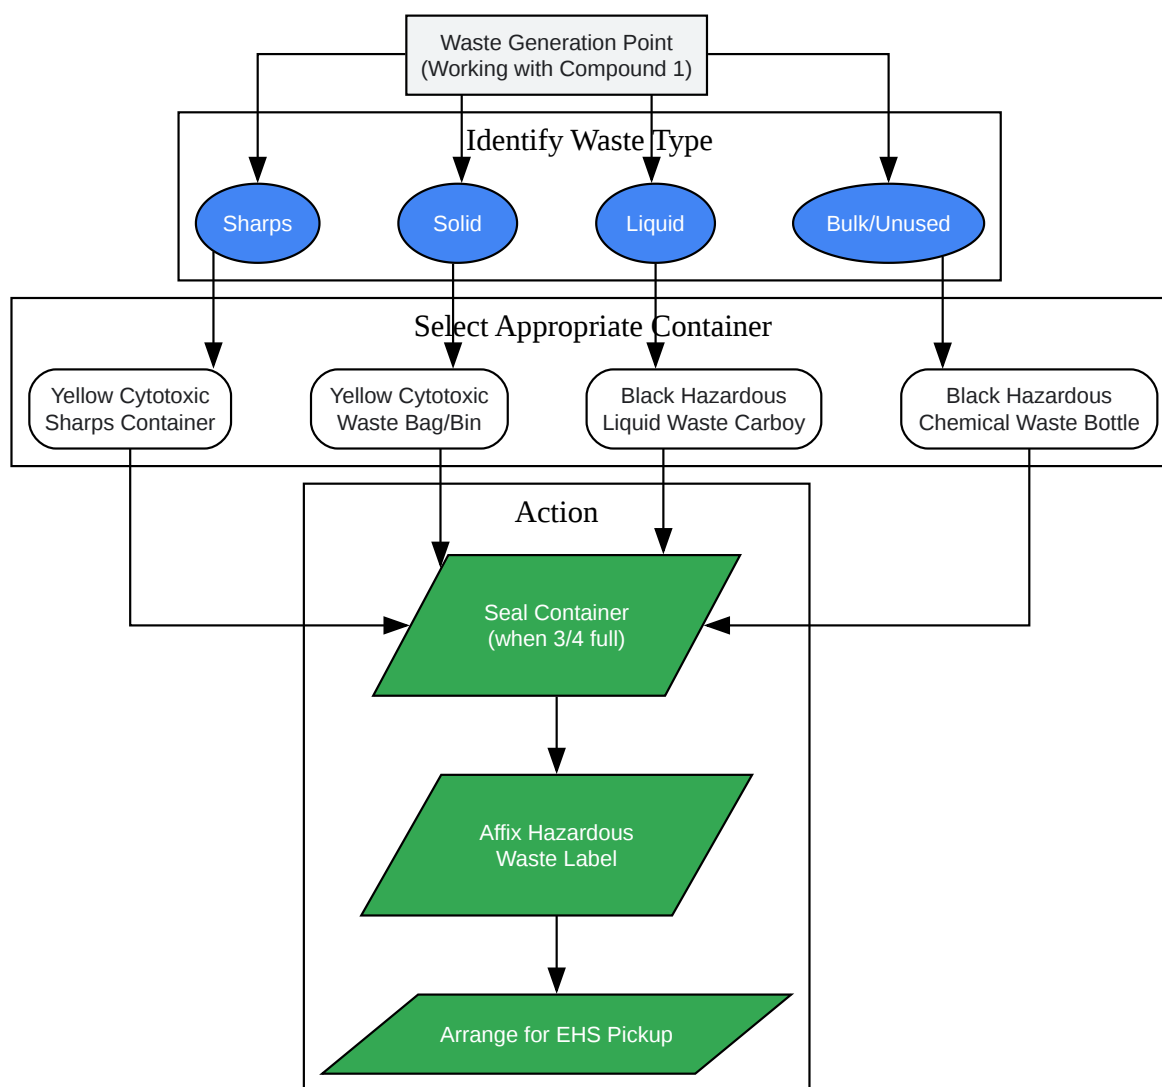 Waste Generation Point
(Working with Compound 1)
Identify Waste Type
Sharps
Solid
Liquid
Bulk/Unused
Select Appropriate Container
Yellow Cytotoxic
Sharps Container
Yellow Cytotoxic
Waste Bag/Bin
Black Hazardous
Liquid Waste Carboy
Black Hazardous
Chemical Waste Bottle
Action
Seal Container
(when 3/4 full)
Affix Hazardous
Waste Label
Arrange for EHS Pickup